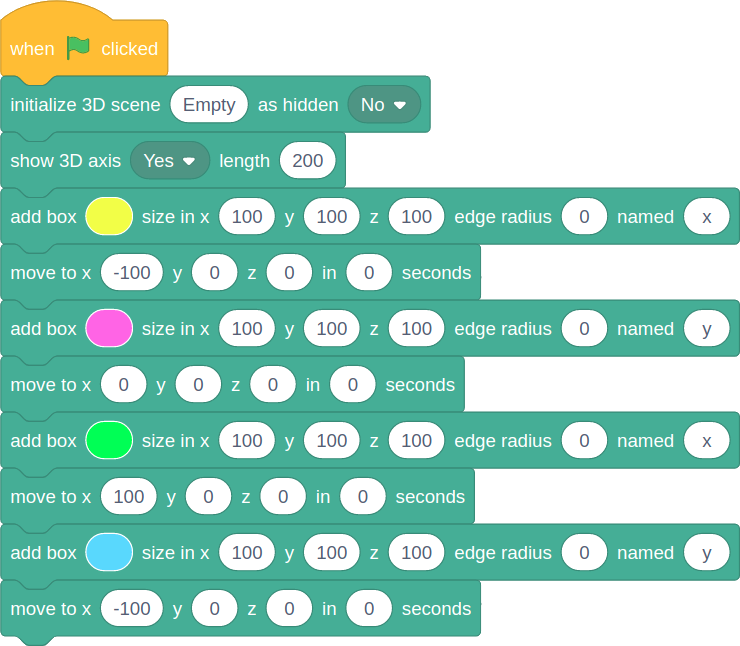 when clicked
initialize 3D scene Empty as hidden No
show 3D axis Yes length 200
add box size in x 100 y 100 z 100 edge radius 0 named x
move to x -100 y 0 z 0 in 0 seconds
add box size in x 100 y 100 z 100 edge radius 0 named y
move to x 0 y 0 z 0 in 0 seconds
add box size in x 100 y 100 z 100 edge radius 0 named x
move to x 100 y 0 z 0 in 0 seconds
add box size in x 100 y 100 z 100 edge radius 0 named y
move to x -100 y 0 z 0 in 0 seconds